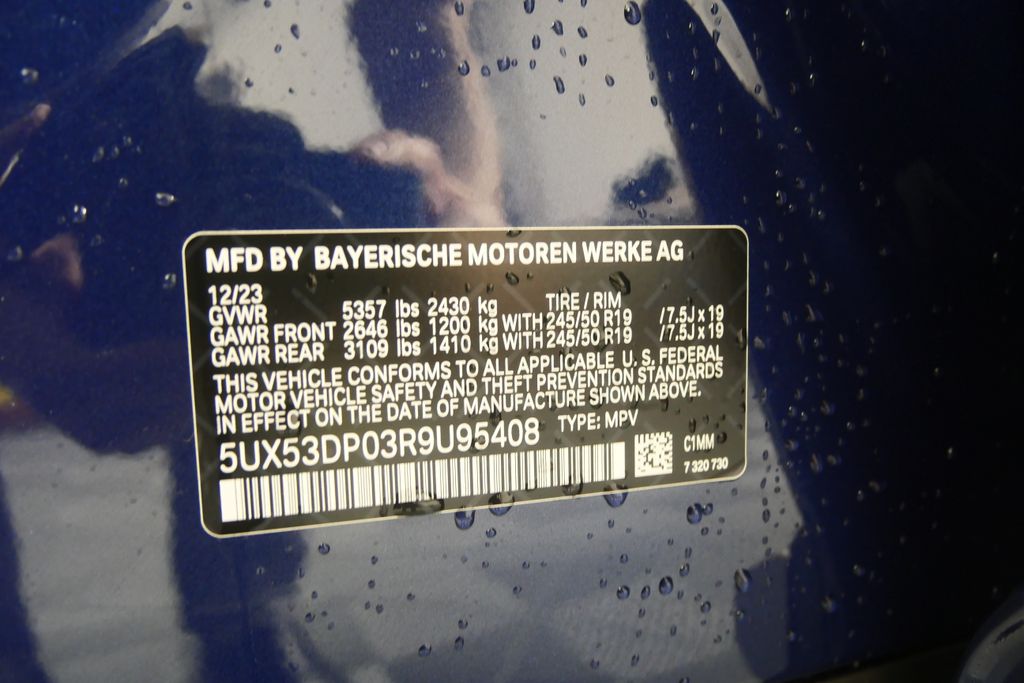 MFD BY BAYERISCHE MOTOREN WERKE AG
12/23 TIRE / RIM
GVWR 5357 lbs 2430 kg
GAWR FRONT 2646 lbs 1200 kg WITH 245/50 R19 /7.5J x 19
GAWR REAR 3109 lbs 1410 kg WITH 245/50 R19 /7.5J x 19
THIS VEHICLE CONFORMS TO ALL APPLICABLE U. S. FEDERAL
MOTOR VEHICLE SAFETY AND THEFT PREVENTION STANDARDS
IN EFFECT ON THE DATE OF MANUFACTURE SHOWN ABOVE.
5UX53DP03R9U95408 TYPE: MPV
C1MM
7 320 730